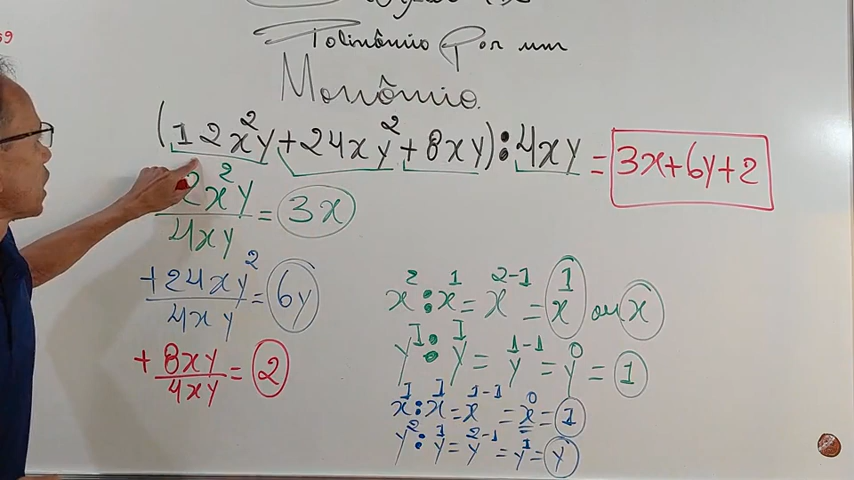 Polinômio Por um
Monômio.
(12x²y+24xy²+8xy):4xy = 3x+6y+2
2x²y/4xy = 3x
+24xy²/4xy = 6y
+8xy/4xy = 2
x²:x¹=x²⁻¹=x¹ ou x
y¹:y¹=y¹⁻¹=y⁰=1
x¹:x¹=x¹⁻¹=x⁰=1
y²:y¹=y²⁻¹=y¹=y